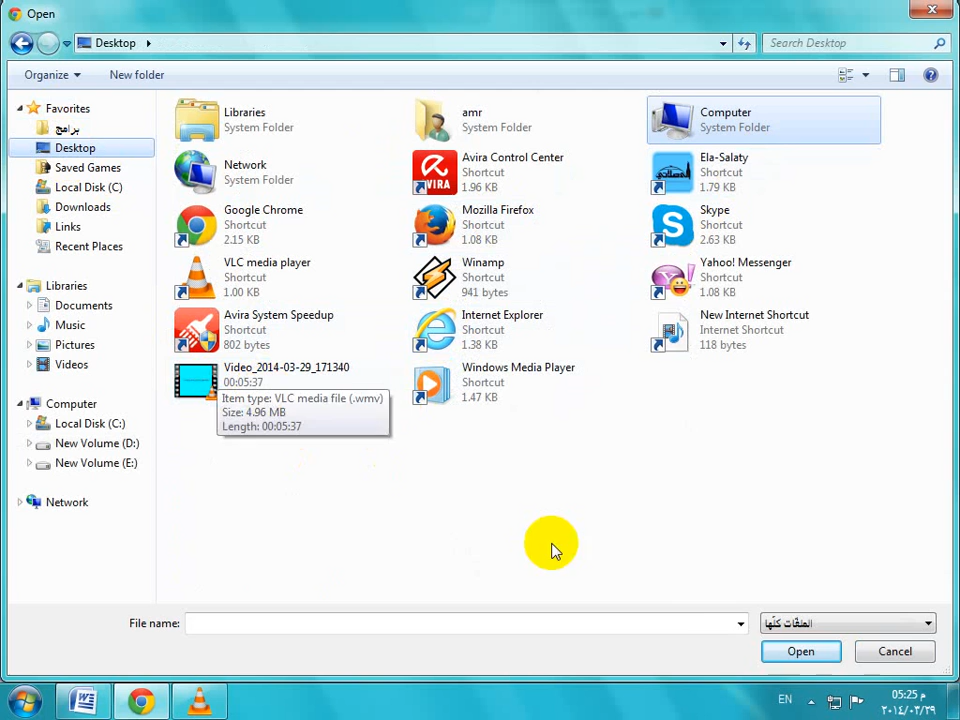 Open
Desktop
Search Desktop
Organize
New folder
Favorites
برامج
Desktop
Saved Games
Local Disk (C)
Downloads
Links
Recent Places
Libraries
Documents
Music
Pictures
Videos
Computer
Local Disk (C:)
New Volume (D:)
New Volume (E:)
Network
Libraries
System Folder
amr
System Folder
Computer
System Folder
Network
System Folder
Avira Control Center
Shortcut
1.96 KB
AVIRA
Ela-Salaty
Shortcut
1.79 KB
Google Chrome
Shortcut
2.15 KB
Mozilla Firefox
Shortcut
1.08 KB
Skype
Shortcut
2.63 KB
VLC media player
Shortcut
1.00 KB
Winamp
Shortcut
941 bytes
Yahoo! Messenger
Shortcut
1.08 KB
Avira System Speedup
Shortcut
802 bytes
Internet Explorer
Shortcut
1.38 KB
New Internet Shortcut
Internet Shortcut
118 bytes
Video_2014-03-29_171340
00:05:37
Windows Media Player
Shortcut
1.47 KB
Item type: VLC media file (.wmv)
Size: 4.96 MB
Length: 00:05:37
File name:
الملفّات كلّها
Open
Cancel
EN
05:25 م
٢٠١٤/٠٣/٢٩